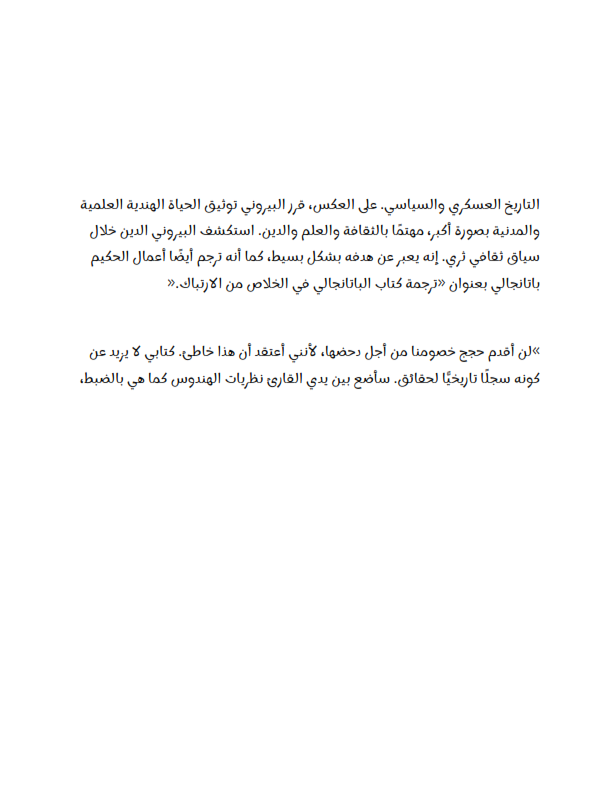 التاريخ العسكري والسياسي. على العكس، قرر البيروني توثيق الحياة الهندية العلمية
والمدنية بصورة أكبر، مهتمًا بالثقافة والعلم والدين. استكشف البيروني الدين خلال
سياق ثقافي ثري. إنه يعبر عن هدفه بشكل بسيط، كما أنه ترجم أيضًا أعمال الحكيم
باتانجالي بعنوان «ترجمة كتاب الباتانجالي في الخلاص من الارتباك.»
«لن أقدم حجج خصومنا من أجل دحضها، لأنني أعتقد أن هذا خاطئ. كتابي لا يزيد عن
كونه سجلًا تاريخيًا لحقائق. سأضع بين يدي القارئ نظريات الهندوس كما هي بالضبط،